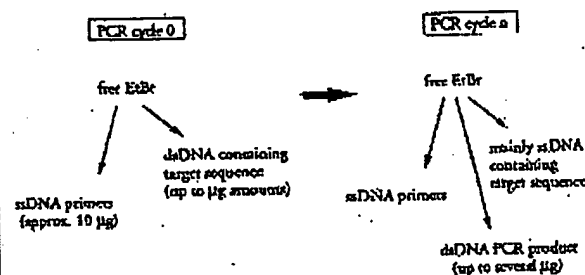 PCR cycle 0
free EtBr
dsDNA containing
target sequence
(up to µg amounts)
ssDNA primers
(approx. 10 µg)
PCR cycle n
free EtBr
mainly ssDNA
containing
target sequence
ssDNA primers
dsDNA PCR product
(up to several µg)